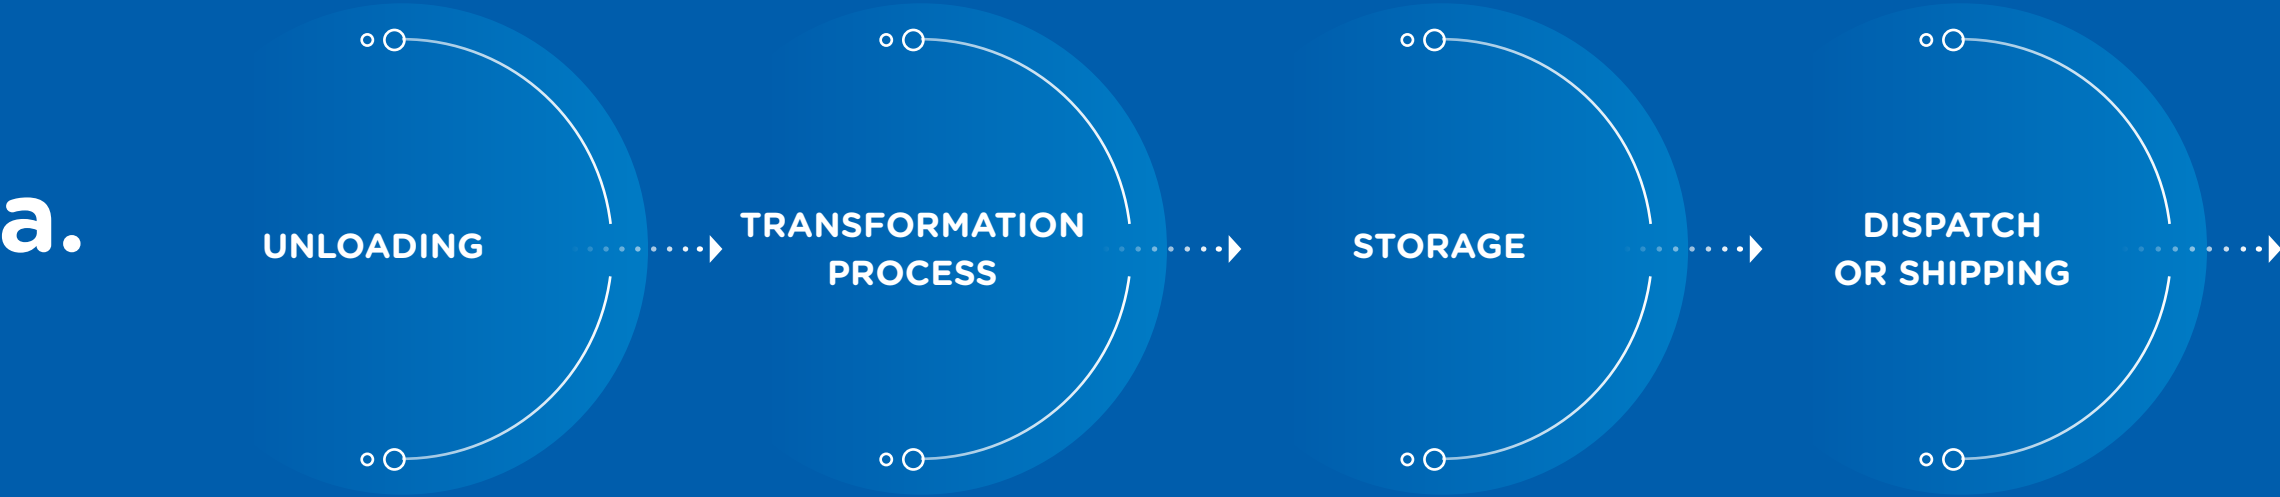 a.
UNLOADING
TRANSFORMATION
PROCESS
STORAGE
DISPATCH
OR SHIPPING